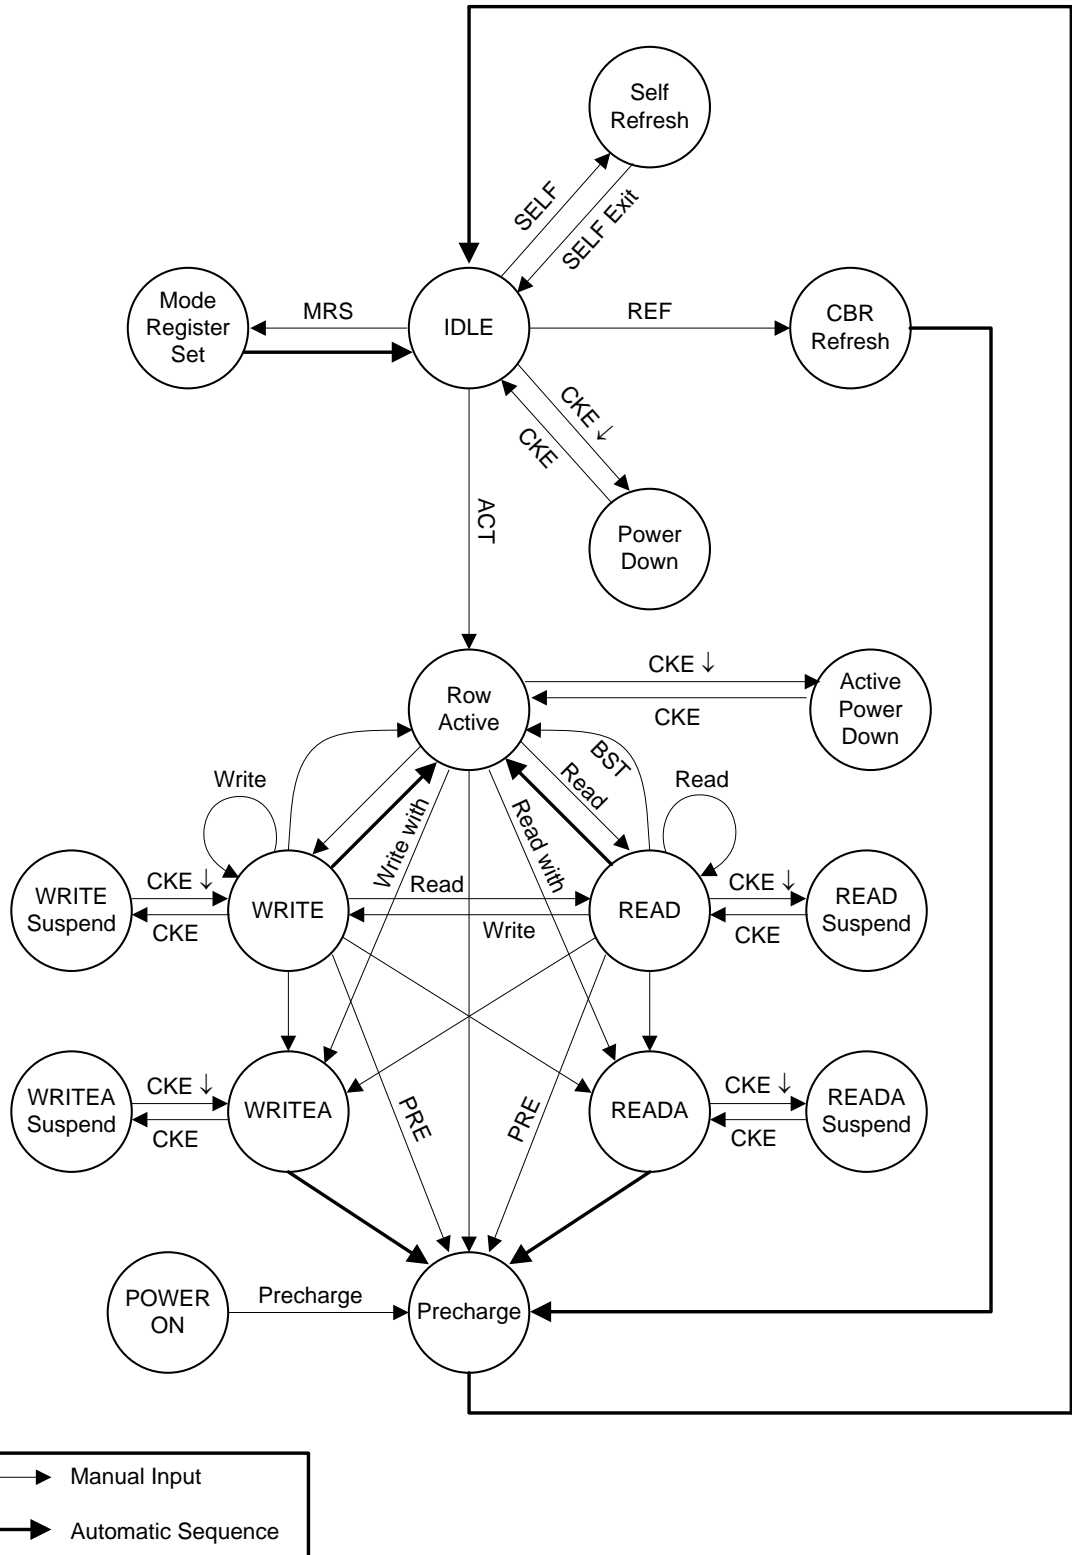 Self
Refresh
SELF
SELF Exit
Mode
Register
Set
MRS
IDLE
REF
CBR
Refresh
CKE ↓
CKE
ACT
Power
Down
Row
Active
CKE ↓
CKE
Active
Power
Down
BST
Read
Write
Read
Write with
Read with
WRITE
Suspend
CKE ↓
CKE
WRITE
Read
Write
READ
CKE ↓
CKE
READ
Suspend
WRITEA
Suspend
CKE ↓
CKE
WRITEA
PRE
PRE
READA
CKE ↓
CKE
READA
Suspend
POWER
ON
Precharge
Precharge
Manual Input
Automatic Sequence